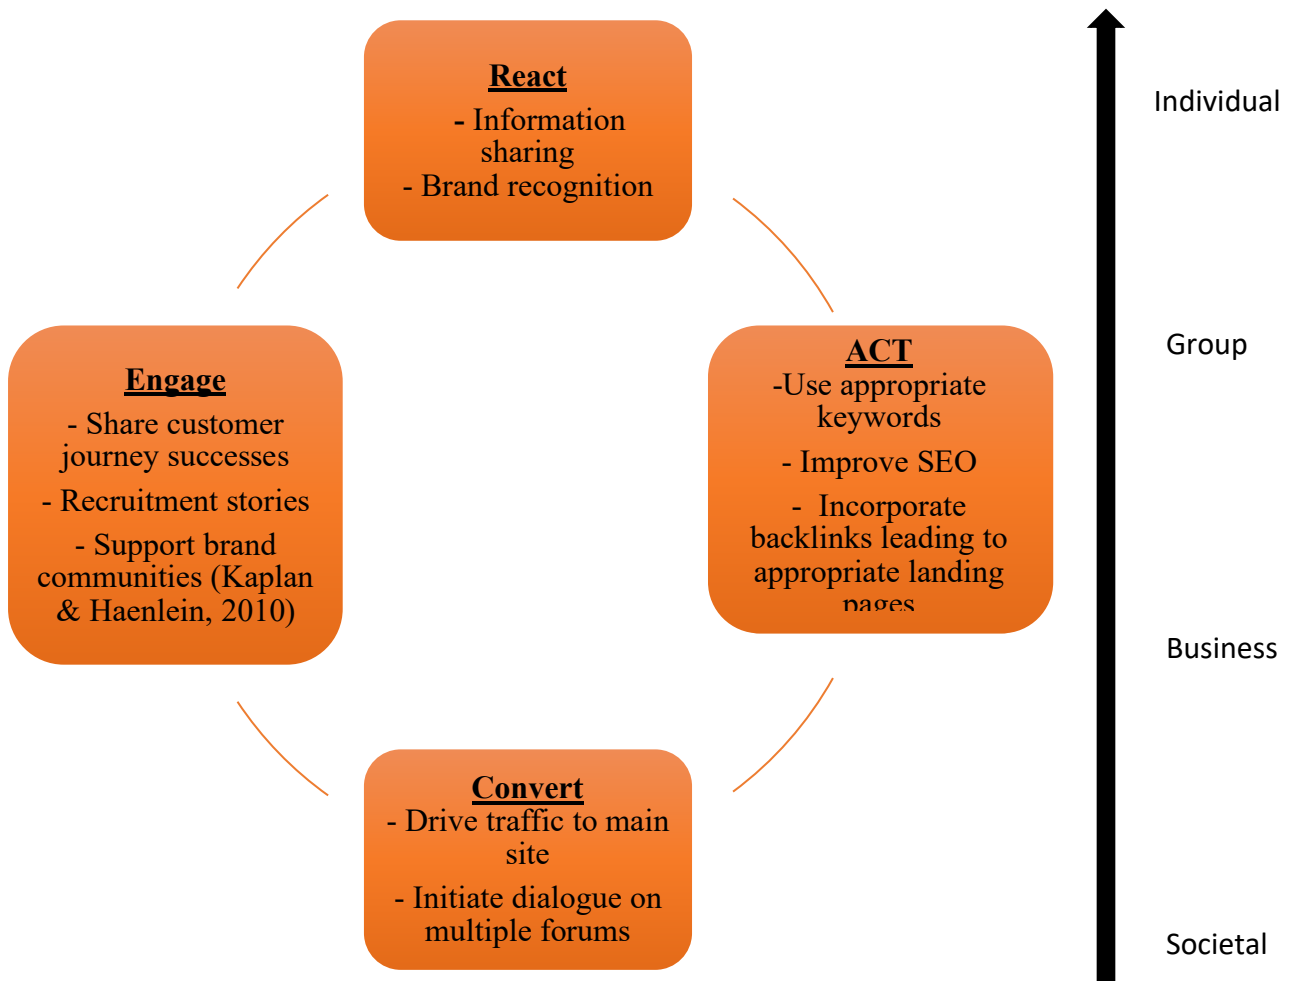 React
- Information
sharing
- Brand recognition
Individual
Engage
- Share customer
journey successes
- Recruitment stories
- Support brand
communities (Kaplan
& Haenlein, 2010)
ACT
-Use appropriate
keywords
- Improve SEO
- Incorporate
backlinks leading to
appropriate landing
pages
Group
Business
Convert
- Drive traffic to main
site
- Initiate dialogue on
multiple forums
Societal